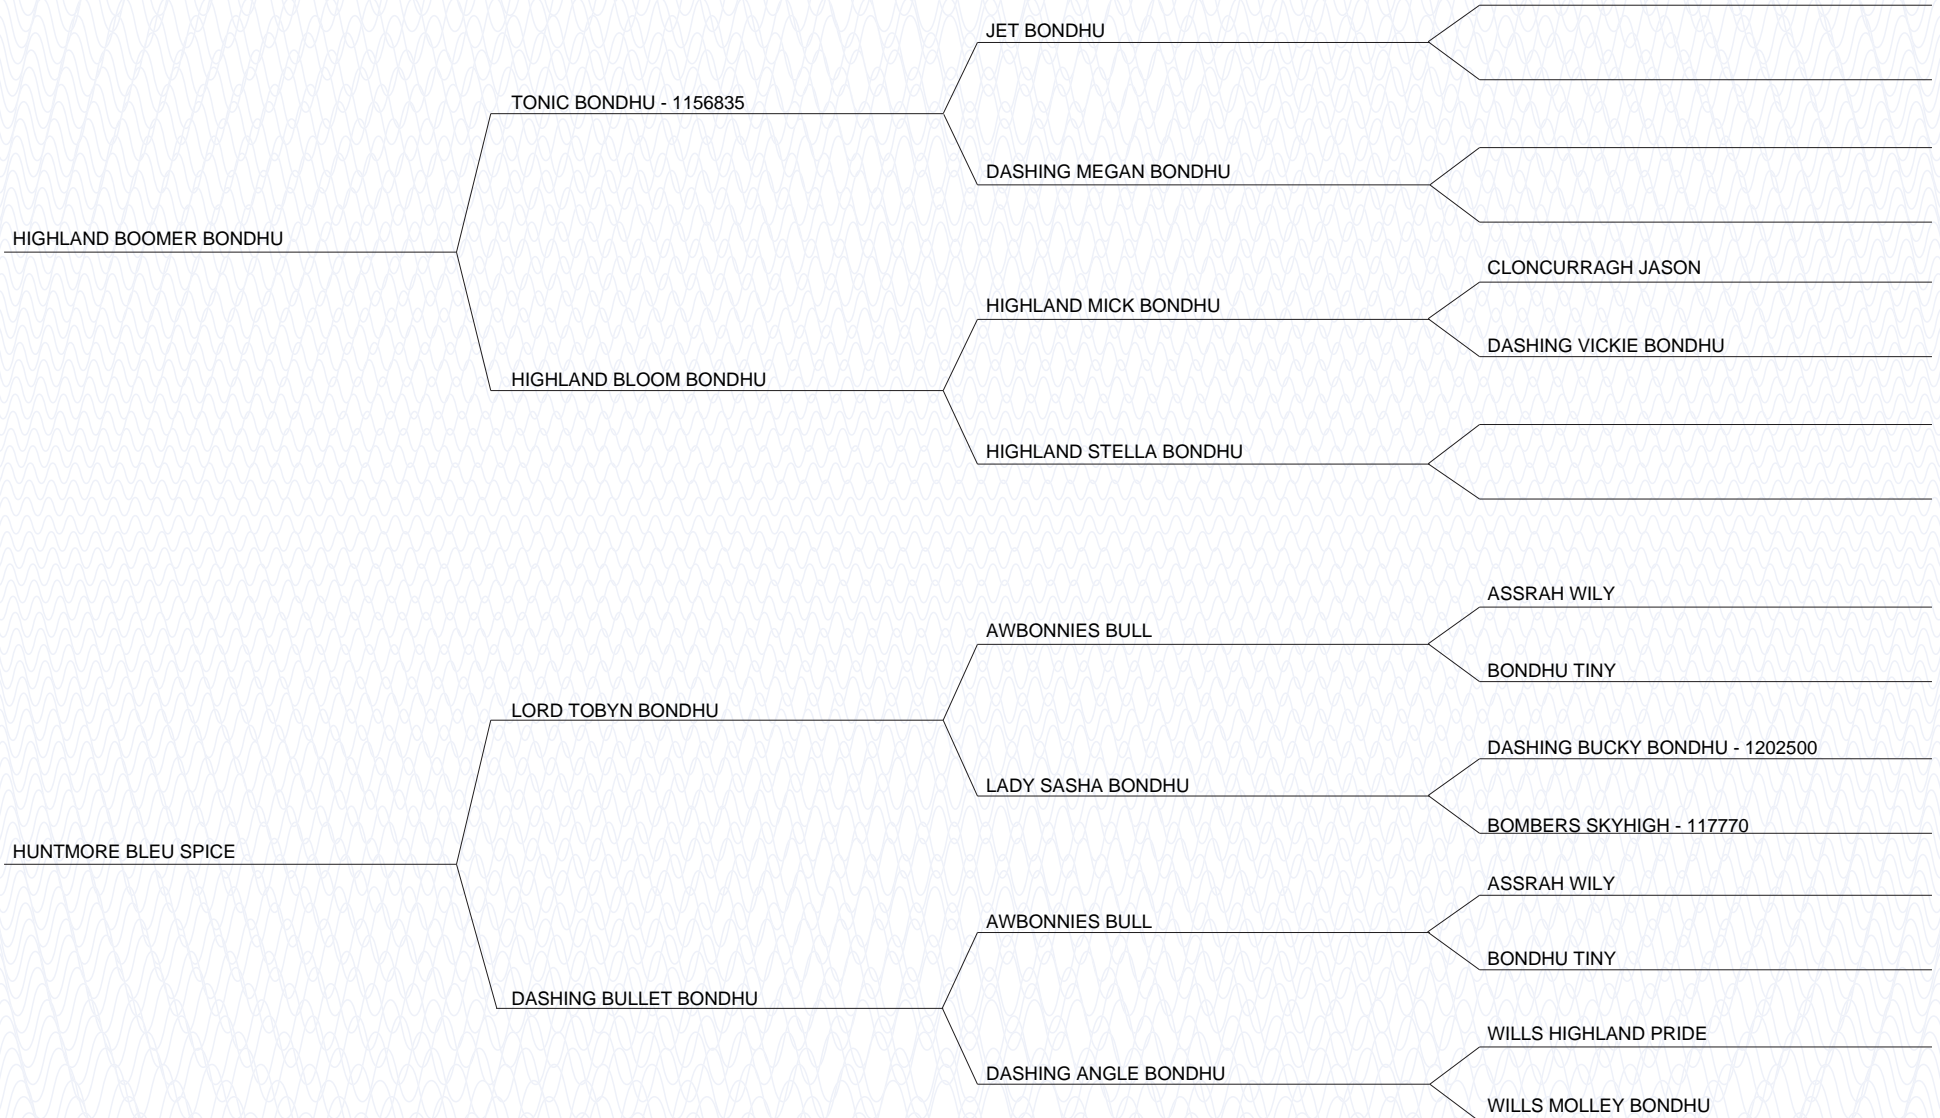 JET BONDHU
TONIC BONDHU - 1156835
DASHING MEGAN BONDHU
HIGHLAND BOOMER BONDHU
CLONCURRAGH JASON
HIGHLAND MICK BONDHU
DASHING VICKIE BONDHU
HIGHLAND BLOOM BONDHU
HIGHLAND STELLA BONDHU
ASSRAH WILY
AWBONNIES BULL
BONDHU TINY
LORD TOBYN BONDHU
DASHING BUCKY BONDHU - 1202500
LADY SASHA BONDHU
BOMBERS SKYHIGH - 117770
HUNTMORE BLEU SPICE
ASSRAH WILY
AWBONNIES BULL
BONDHU TINY
DASHING BULLET BONDHU
WILLS HIGHLAND PRIDE
DASHING ANGLE BONDHU
WILLS MOLLEY BONDHU